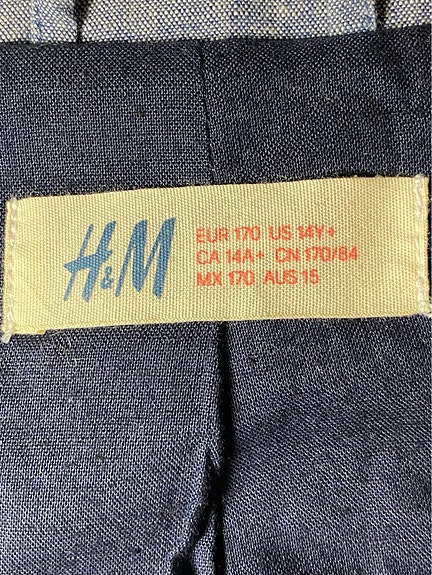 H&M
EUR 170 US 14Y+
CA 14A+ CN 170/84
MX 170 AUS 15